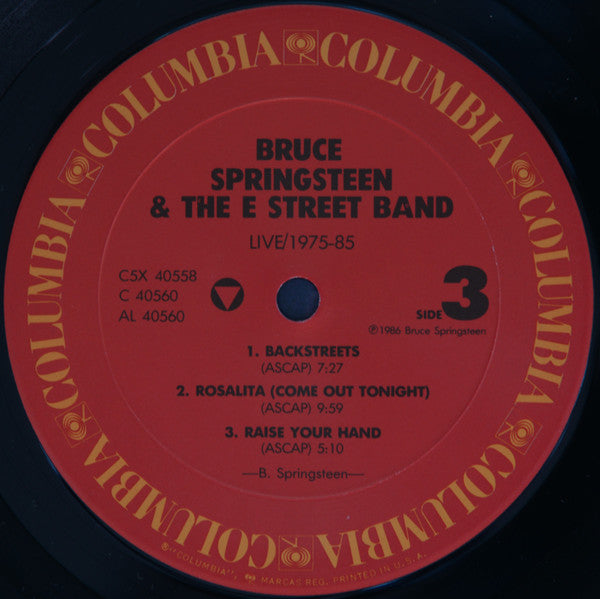 COLUMBIA COLUMBIA COLUMBIA COLUMBIA COLUMBIA COLUMBIA
BRUCE
SPRINGSTEEN
& THE E STREET BAND
LIVE/1975-85
C5X 40558
C 40560
AL 40560
SIDE 3
℗1986 Bruce Springsteen
1. BACKSTREETS
(ASCAP) 7:27
2. ROSALITA (COME OUT TONIGHT)
(ASCAP) 9:59
3. RAISE YOUR HAND
(ASCAP) 5:10
—B. Springsteen—
®"COLUMBIA", MARCAS REG. PRINTED IN U.S.A.